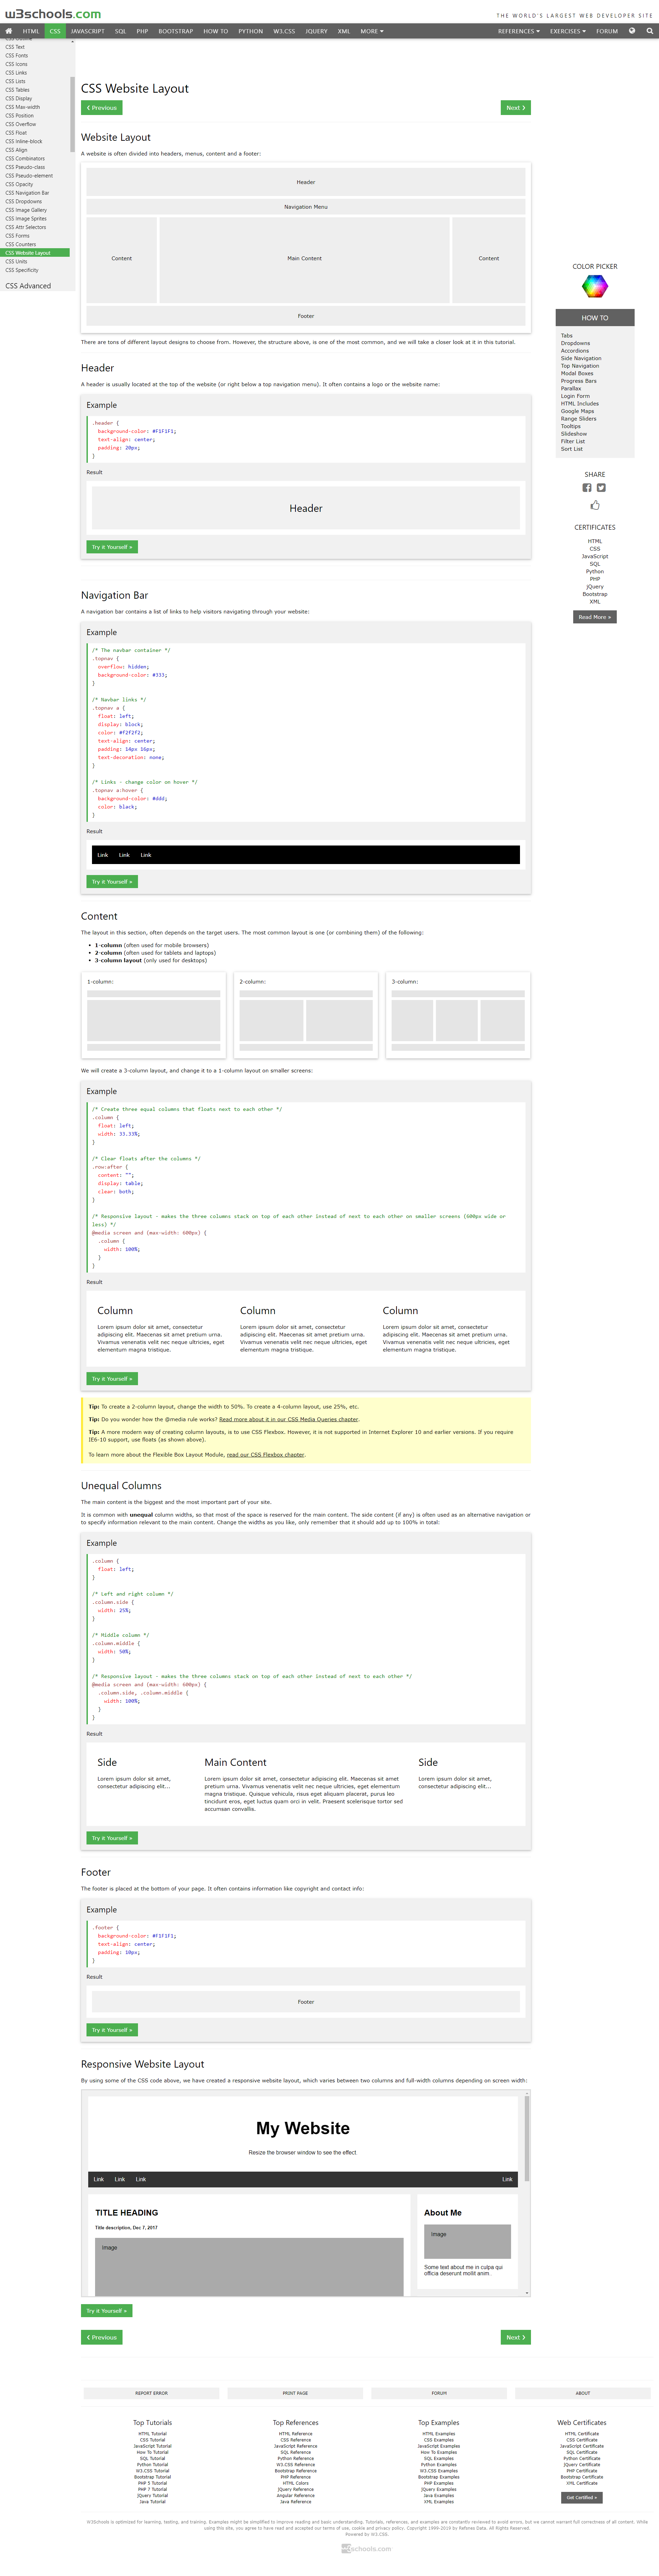 w3schools.com
THE WORLD'S LARGEST WEB DEVELOPER SITE
HTML CSS JAVASCRIPT SQL PHP BOOTSTRAP HOW TO PYTHON W3.CSS JQUERY XML MORE REFERENCES EXERCISES FORUM
CSS Outline
CSS Text
CSS Fonts
CSS Icons
CSS Links
CSS Lists
CSS Tables
CSS Display
CSS Max-width
CSS Position
CSS Overflow
CSS Float
CSS Inline-block
CSS Align
CSS Combinators
CSS Pseudo-class
CSS Pseudo-element
CSS Opacity
CSS Navigation Bar
CSS Dropdowns
CSS Image Gallery
CSS Image Sprites
CSS Attr Selectors
CSS Forms
CSS Counters
CSS Website Layout
CSS Units
CSS Specificity
CSS Advanced
CSS Website Layout
❮ Previous
Next ❯
Website Layout
A website is often divided into headers, menus, content and a footer:
Header
Navigation Menu
Content
Main Content
Content
Footer
There are tons of different layout designs to choose from. However, the structure above, is one of the most common, and we will take a closer look at it in this tutorial.
Header
A header is usually located at the top of the website (or right below a top navigation menu). It often contains a logo or the website name:
Example
.header {
background-color: #F1F1F1;
text-align: center;
padding: 20px;
}
Result
Header
Try it Yourself »
Navigation Bar
A navigation bar contains a list of links to help visitors navigating through your website:
Example
/* The navbar container */
.topnav {
overflow: hidden;
background-color: #333;
}
/* Navbar links */
.topnav a {
float: left;
display: block;
color: #f2f2f2;
text-align: center;
padding: 14px 16px;
text-decoration: none;
}
/* Links - change color on hover */
.topnav a:hover {
background-color: #ddd;
color: black;
}
Result
Link Link Link
Try it Yourself »
Content
The layout in this section, often depends on the target users. The most common layout is one (or combining them) of the following:
• 1-column (often used for mobile browsers)
• 2-column (often used for tablets and laptops)
• 3-column layout (only used for desktops)
1-column:
2-column:
3-column:
We will create a 3-column layout, and change it to a 1-column layout on smaller screens:
Example
/* Create three equal columns that floats next to each other */
.column {
float: left;
width: 33.33%;
}
/* Clear floats after the columns */
.row:after {
content: "";
display: table;
clear: both;
}
/* Responsive layout - makes the three columns stack on top of each other instead of next to each other on smaller screens (600px wide or
less) */
@media screen and (max-width: 600px) {
.column {
width: 100%;
}
}
Result
Column
Lorem ipsum dolor sit amet, consectetur
adipiscing elit. Maecenas sit amet pretium urna.
Vivamus venenatis velit nec neque ultricies, eget
elementum magna tristique.
Column
Lorem ipsum dolor sit amet, consectetur
adipiscing elit. Maecenas sit amet pretium urna.
Vivamus venenatis velit nec neque ultricies, eget
elementum magna tristique.
Column
Lorem ipsum dolor sit amet, consectetur
adipiscing elit. Maecenas sit amet pretium urna.
Vivamus venenatis velit nec neque ultricies, eget
elementum magna tristique.
Try it Yourself »
Tip: To create a 2-column layout, change the width to 50%. To create a 4-column layout, use 25%, etc.
Tip: Do you wonder how the @media rule works? Read more about it in our CSS Media Queries chapter.
Tip: A more modern way of creating column layouts, is to use CSS Flexbox. However, it is not supported in Internet Explorer 10 and earlier versions. If you require
IE6-10 support, use floats (as shown above).
To learn more about the Flexible Box Layout Module, read our CSS Flexbox chapter.
Unequal Columns
The main content is the biggest and the most important part of your site.
It is common with unequal column widths, so that most of the space is reserved for the main content. The side content (if any) is often used as an alternative navigation or
to specify information relevant to the main content. Change the widths as you like, only remember that it should add up to 100% in total:
Example
.column {
float: left;
}
/* Left and right column */
.column.side {
width: 25%;
}
/* Middle column */
.column.middle {
width: 50%;
}
/* Responsive layout - makes the three columns stack on top of each other instead of next to each other */
@media screen and (max-width: 600px) {
.column.side, .column.middle {
width: 100%;
}
}
Result
Side
Lorem ipsum dolor sit amet,
consectetur adipiscing elit...
Main Content
Lorem ipsum dolor sit amet, consectetur adipiscing elit. Maecenas sit amet
pretium urna. Vivamus venenatis velit nec neque ultricies, eget elementum
magna tristique. Quisque vehicula, risus eget aliquam placerat, purus leo
tincidunt eros, eget luctus quam orci in velit. Praesent scelerisque tortor sed
accumsan convallis.
Side
Lorem ipsum dolor sit amet,
consectetur adipiscing elit...
Try it Yourself »
Footer
The footer is placed at the bottom of your page. It often contains information like copyright and contact info:
Example
.footer {
background-color: #F1F1F1;
text-align: center;
padding: 10px;
}
Result
Footer
Try it Yourself »
Responsive Website Layout
By using some of the CSS code above, we have created a responsive website layout, which varies between two columns and full-width columns depending on screen width:
My Website
Resize the browser window to see the effect
Link Link Link Link
TITLE HEADING
Title description, Dec 7, 2017
Image
About Me
Image
Some text about me in culpa qui
officia deserunt mollit anim..
Try it Yourself »
❮ Previous
Next ❯
COLOR PICKER
HOW TO
Tabs
Dropdowns
Accordions
Side Navigation
Top Navigation
Modal Boxes
Progress Bars
Parallax
Login Form
HTML Includes
Google Maps
Range Sliders
Tooltips
Slideshow
Filter List
Sort List
SHARE
CERTIFICATES
HTML
CSS
JavaScript
SQL
Python
PHP
jQuery
Bootstrap
XML
Read More »
REPORT ERROR
PRINT PAGE
FORUM
ABOUT
Top Tutorials
HTML Tutorial
CSS Tutorial
JavaScript Tutorial
How To Tutorial
SQL Tutorial
Python Tutorial
W3.CSS Tutorial
Bootstrap Tutorial
PHP 5 Tutorial
PHP 7 Tutorial
jQuery Tutorial
Java Tutorial
Top References
HTML Reference
CSS Reference
JavaScript Reference
SQL Reference
Python Reference
W3.CSS Reference
Bootstrap Reference
PHP Reference
HTML Colors
jQuery Reference
Angular Reference
Java Reference
Top Examples
HTML Examples
CSS Examples
JavaScript Examples
How To Examples
SQL Examples
Python Examples
W3.CSS Examples
Bootstrap Examples
PHP Examples
jQuery Examples
Java Examples
XML Examples
Web Certificates
HTML Certificate
CSS Certificate
JavaScript Certificate
SQL Certificate
Python Certificate
jQuery Certificate
PHP Certificate
Bootstrap Certificate
XML Certificate
Get Certified »
W3Schools is optimized for learning, testing, and training. Examples might be simplified to improve reading and basic understanding. Tutorials, references, and examples are constantly reviewed to avoid errors, but we cannot warrant full correctness of all content. While
using this site, you agree to have read and accepted our terms of use, cookie and privacy policy. Copyright 1999-2019 by Refsnes Data. All Rights Reserved.
Powered by W3.CSS.
w3schools.com